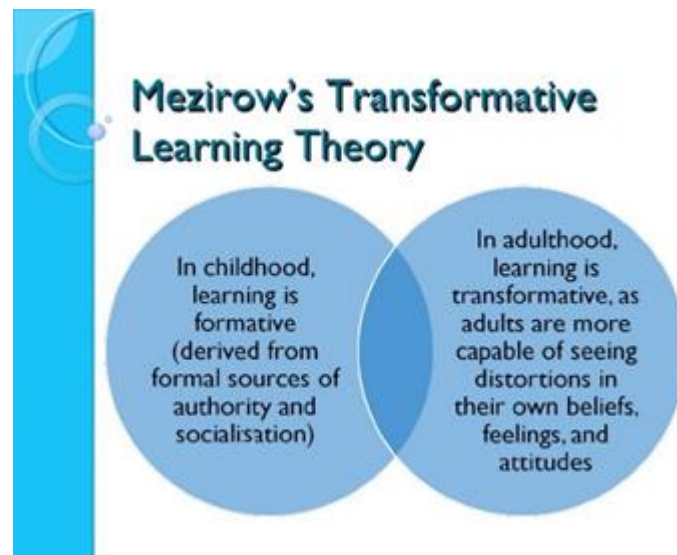 Mezirow's Transformative
Learning Theory
In childhood,
learning is
formative
(derived from
formal sources of
authority and
socialisation)
In adulthood,
learning is
transformative, as
adults are more
capable of seeing
distortions in
their own beliefs,
feelings, and
attitudes